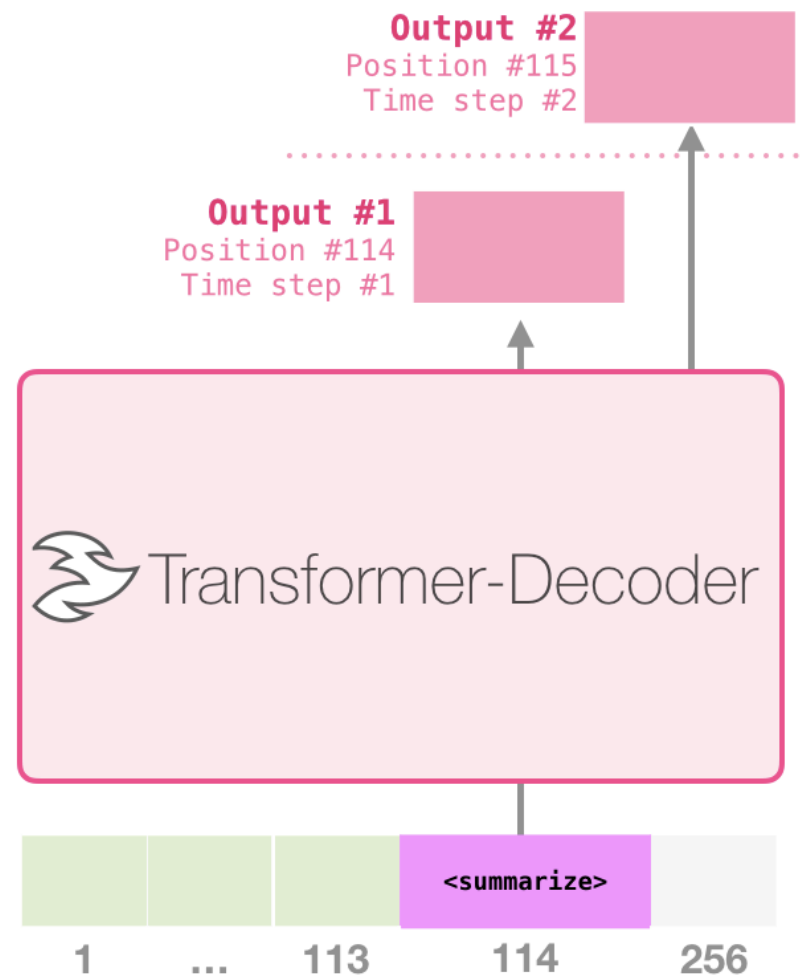 Output #2
Position #115
Time step #2
Output #1
Position #114
Time step #1
Transformer-Decoder
<summarize>
1 ... 113 114 256